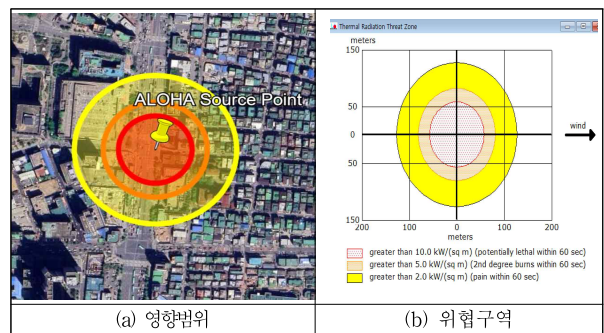 ALOHA Source Point
Thermal Radiation Threat Zone
meters
150
50
0
50
150
200
100
0
100
200
meters
wind
greater than 10.0 kW/(sq m) (potentially lethal within 60 sec)
greater than 5.0 kW/(sq m) (2nd degree burns within 60 sec)
greater than 2.0 kW/(sq m) (pain within 60 sec)
(a) 영향범위
(b) 위협구역